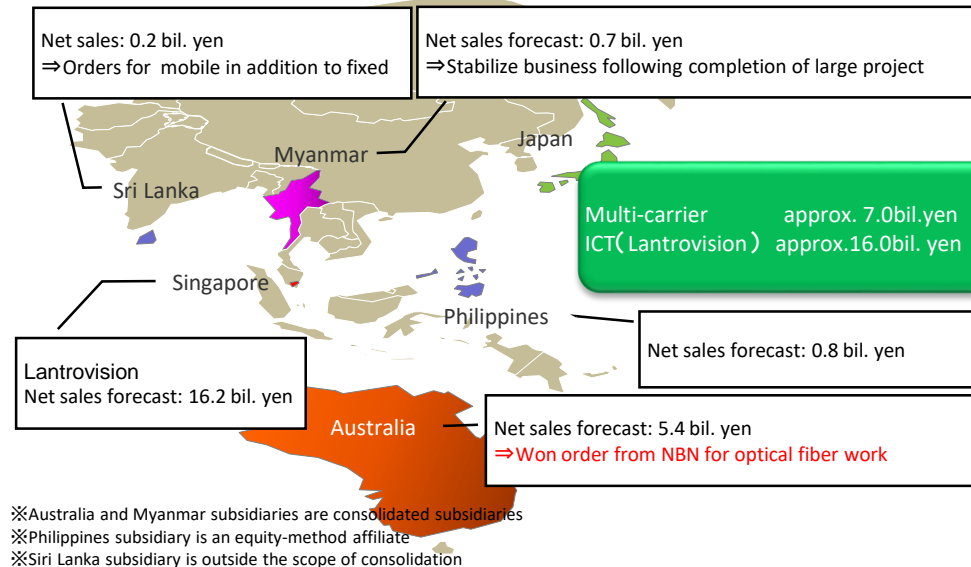 Net sales: 0.2 bil. yen
⇒Orders for mobile in addition to fixed
Net sales forecast: 0.7 bil. yen
⇒Stabilize business following completion of large project
Japan
Myanmar
Sri Lanka
Multi-carrier approx. 7.0bil.yen
ICT(Lantrovision) approx.16.0bil. yen
Singapore
Philippines
Net sales forecast: 0.8 bil. yen
Lantrovision
Net sales forecast: 16.2 bil. yen
Australia
Net sales forecast: 5.4 bil. yen
⇒Won order from NBN for optical fiber work
※Australia and Myanmar subsidiaries are consolidated subsidiaries
※Philippines subsidiary is an equity-method affiliate
※Siri Lanka subsidiary is outside the scope of consolidation